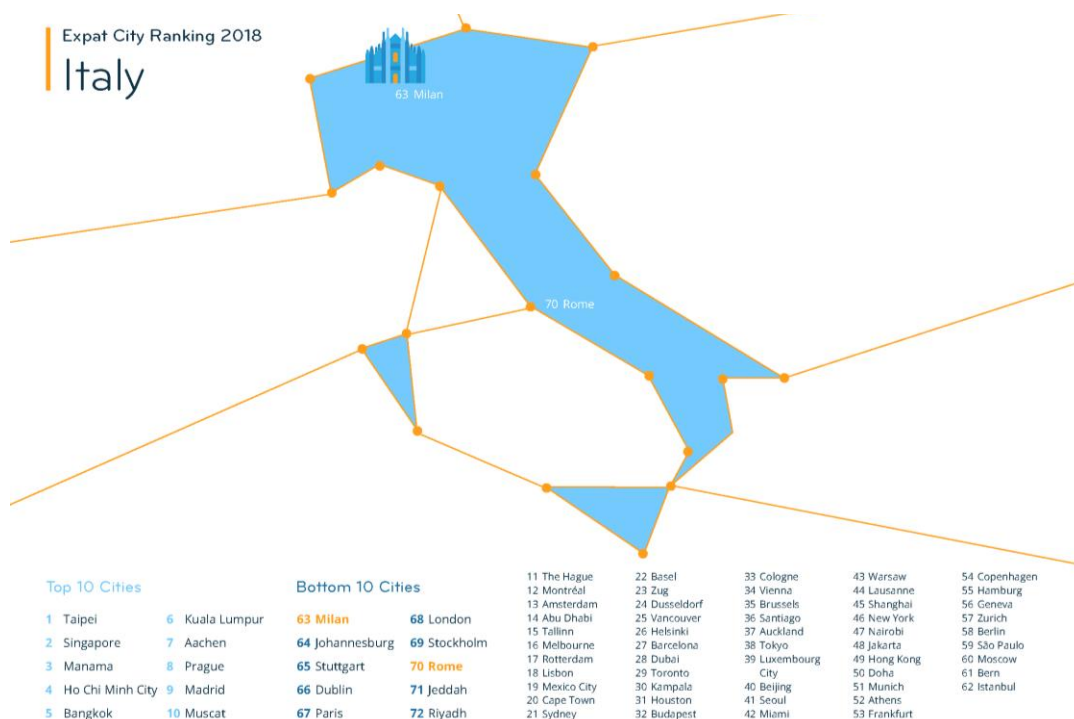 Expat City Ranking 2018
Italy
63 Milan
70 Rome
Top 10 Cities
1 Taipei
2 Singapore
3 Manama
4 Ho Chi Minh City
5 Bangkok
6 Kuala Lumpur
7 Aachen
8 Prague
9 Madrid
10 Muscat
Bottom 10 Cities
63 Milan
64 Johannesburg
65 Stuttgart
66 Dublin
67 Paris
68 London
69 Stockholm
70 Rome
71 Jeddah
72 Riyadh
11 The Hague
12 Montréal
13 Amsterdam
14 Abu Dhabi
15 Tallinn
16 Melbourne
17 Rotterdam
18 Lisbon
19 Mexico City
20 Cape Town
21 Sydney
22 Basel
23 Zug
24 Dusseldorf
25 Vancouver
26 Helsinki
27 Barcelona
28 Dubai
29 Toronto
30 Kampala
31 Houston
32 Budapest
33 Cologne
34 Vienna
35 Brussels
36 Santiago
37 Auckland
38 Tokyo
39 Luxembourg
City
40 Beijing
41 Seoul
42 Miami
43 Warsaw
44 Lausanne
45 Shanghai
46 New York
47 Nairobi
48 Jakarta
49 Hong Kong
50 Doha
51 Munich
52 Athens
53 Frankfurt
54 Copenhagen
55 Hamburg
56 Geneva
57 Zurich
58 Berlin
59 São Paulo
60 Moscow
61 Bern
62 Istanbul